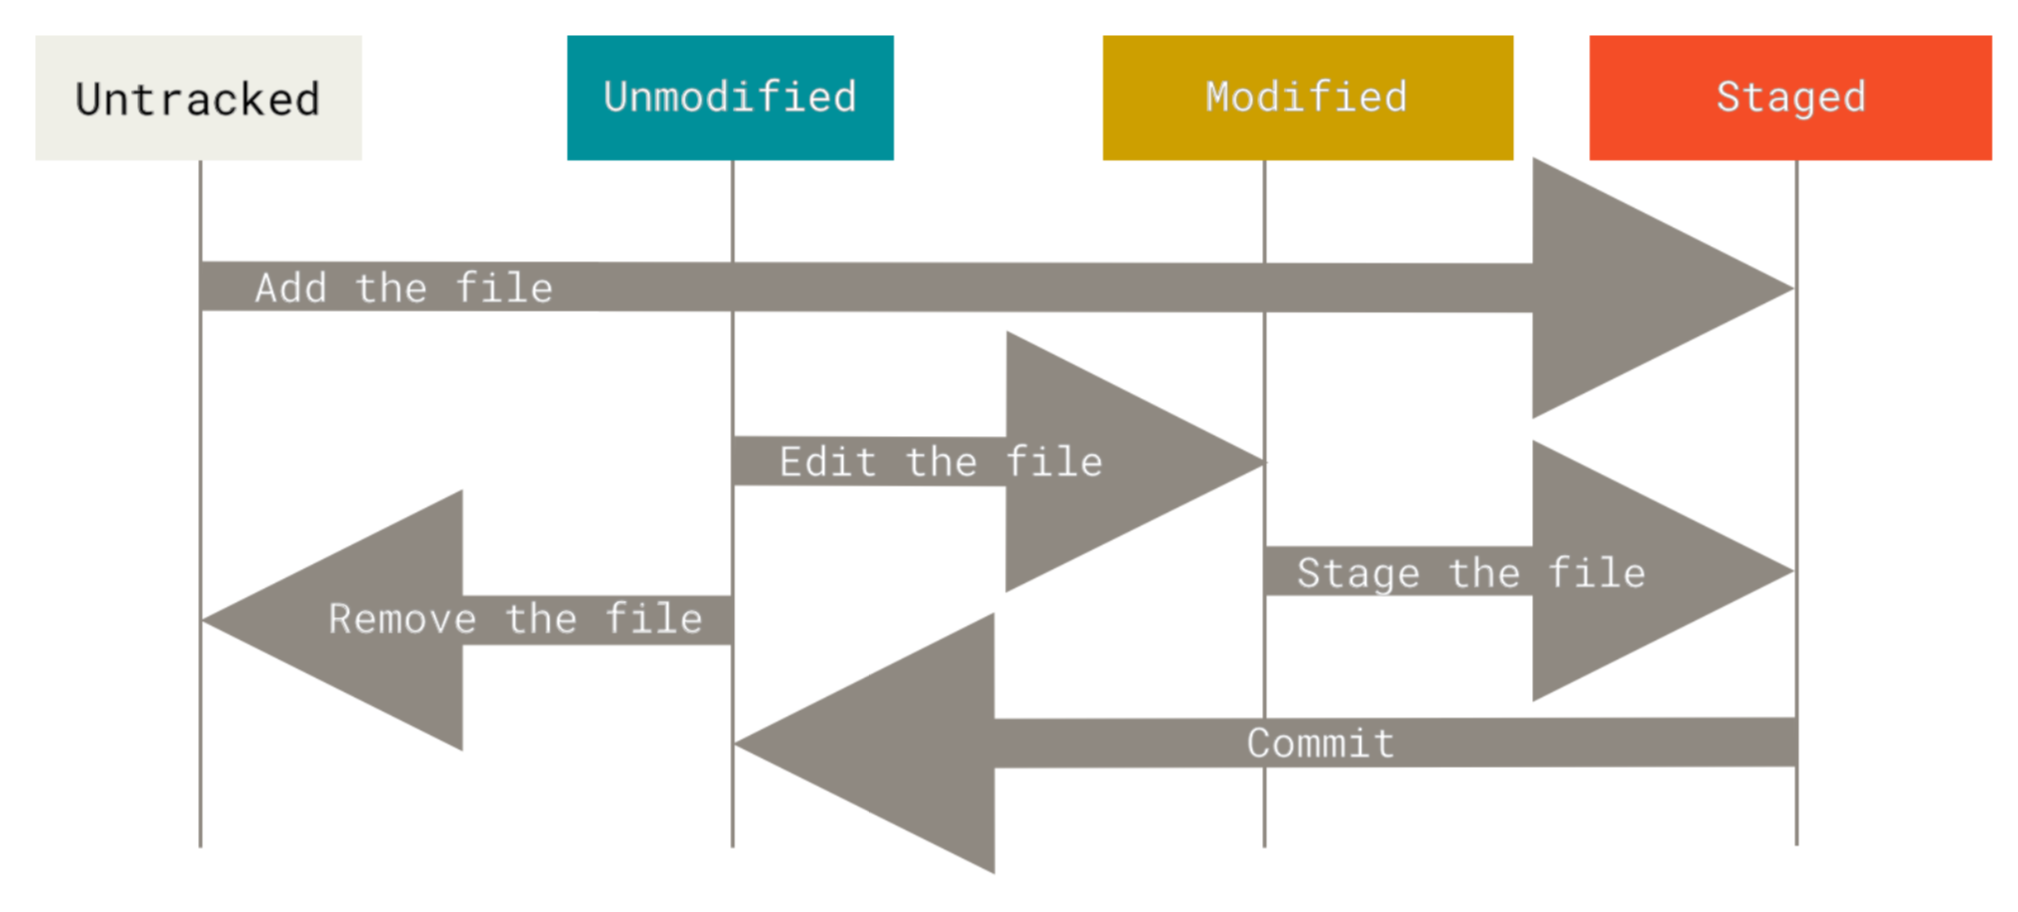 Untracked
Unmodified
Modified
Staged
Add the file
Edit the file
Stage the file
Remove the file
Commit